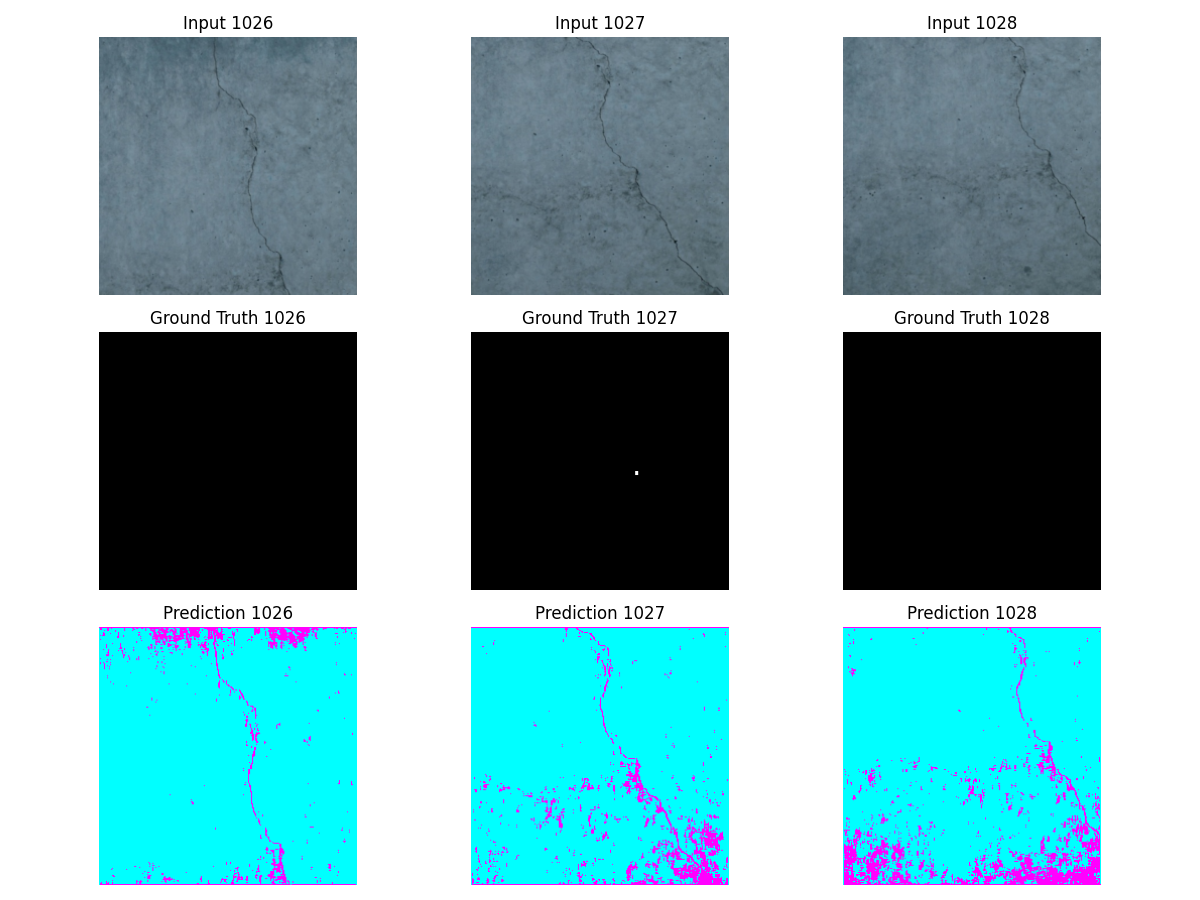 Input 1026
Input 1027
Input 1028
Ground Truth 1026
Ground Truth 1027
Ground Truth 1028
Prediction 1026
Prediction 1027
Prediction 1028